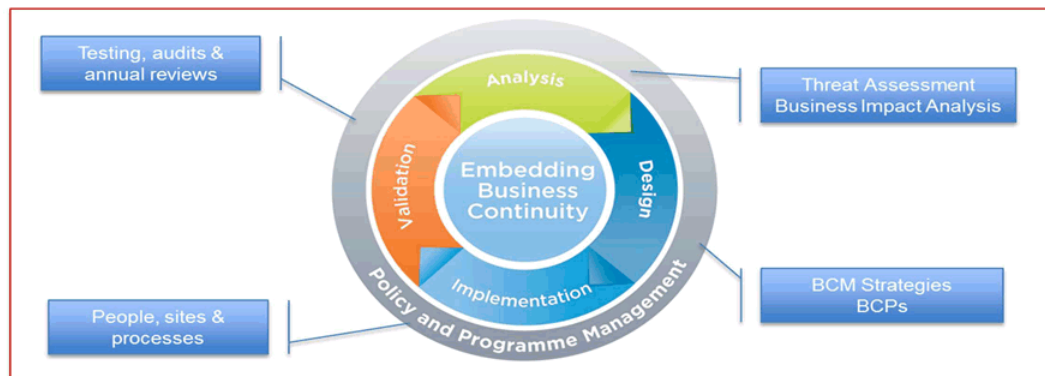 Testing, audits &
annual reviews
Analysis
Threat Assessment
Business Impact Analysis
Validation
Embedding
Business
Continuity
Design
Implementation
Policy and Programme Management
People, sites &
processes
BCM Strategies
BCPs